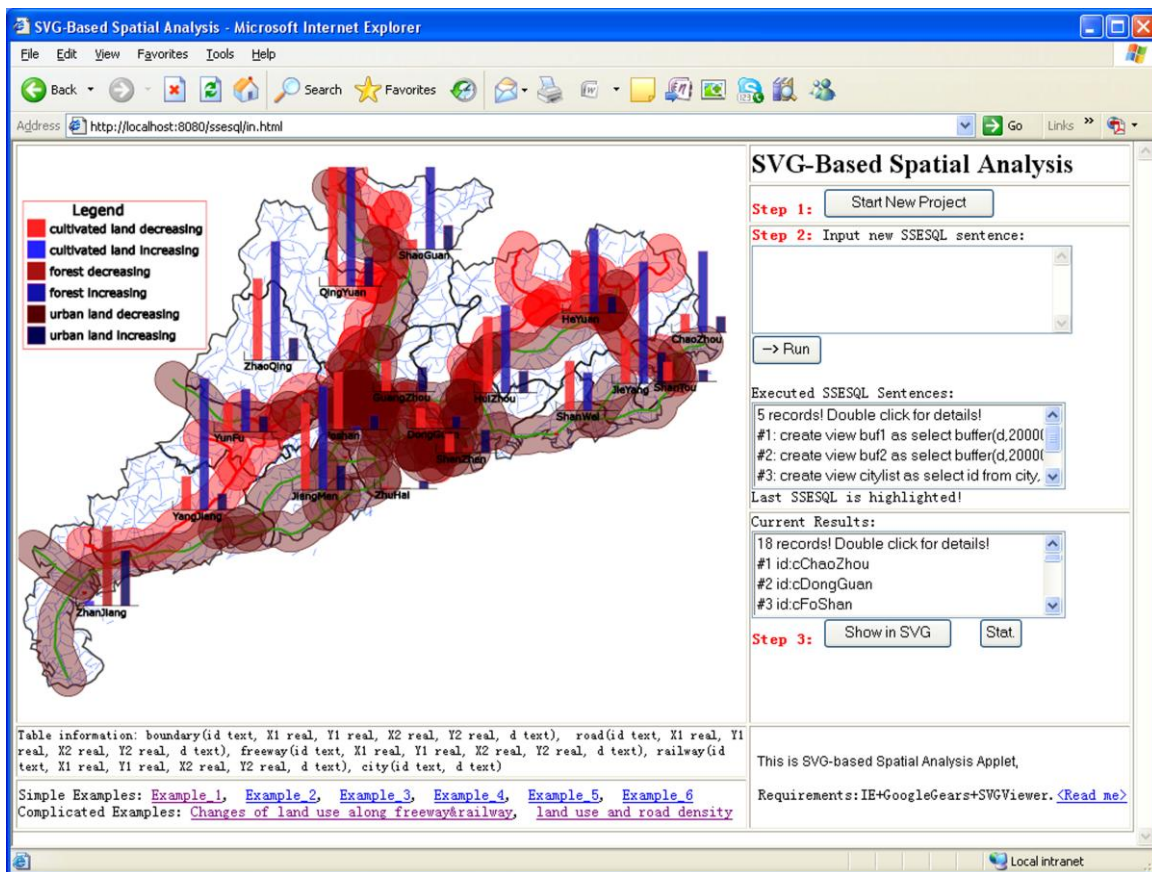 SVG-Based Spatial Analysis - Microsoft Internet Explorer
File Edit View Favorites Tools Help
Back Search Favorites
Address http://localhost:8080/ssesql/in.html Go Links »
Legend
cultivated land decreasing
cultivated land increasing
forest decreasing
forest increasing
urban land decreasing
urban land increasing
ShaoGuan
QingYuan
HeYuan
ChaoZhou
ZhaoQing
JieYang
ShanTou
GuangZhou
HuiZhou
ShanWei
YunFu
DongGuan
ShenZhen
JiangMen
ZhuHai
YangJiang
ZhanJiang
SVG-Based Spatial Analysis
Step 1: Start New Project
Step 2: Input new SSESQL sentence:
–> Run
Executed SSESQL Sentences:
5 records! Double click for details!
#1: create view buf1 as select buffer(d,2000
#2: create view buf2 as select buffer(d,2000
#3: create view citylist as select id from city,
Last SSESQL is highlighted!
Current Results:
18 records! Double click for details!
#1 id:cChaoZhou
#2 id:cDongGuan
#3 id:cFoShan
Step 3: Show in SVG Stat.
Table information: boundary(id text, X1 real, Y1 real, X2 real, Y2 real, d text), road(id text, X1 real, Y1
real, X2 real, Y2 real, d text), freeway(id text, X1 real, Y1 real, X2 real, Y2 real, d text), railway(id
text, X1 real, Y1 real, X2 real, Y2 real, d text), city(id text, d text)
Simple Examples: Example_1, Example_2, Example_3, Example_4, Example_5, Example_6
Complicated Examples: Changes of land use along freeway&railway, land use and road density
This is SVG-based Spatial Analysis Applet,
Requirements:IE+GoogleGears+SVGViewer. <Read me>
Local intranet